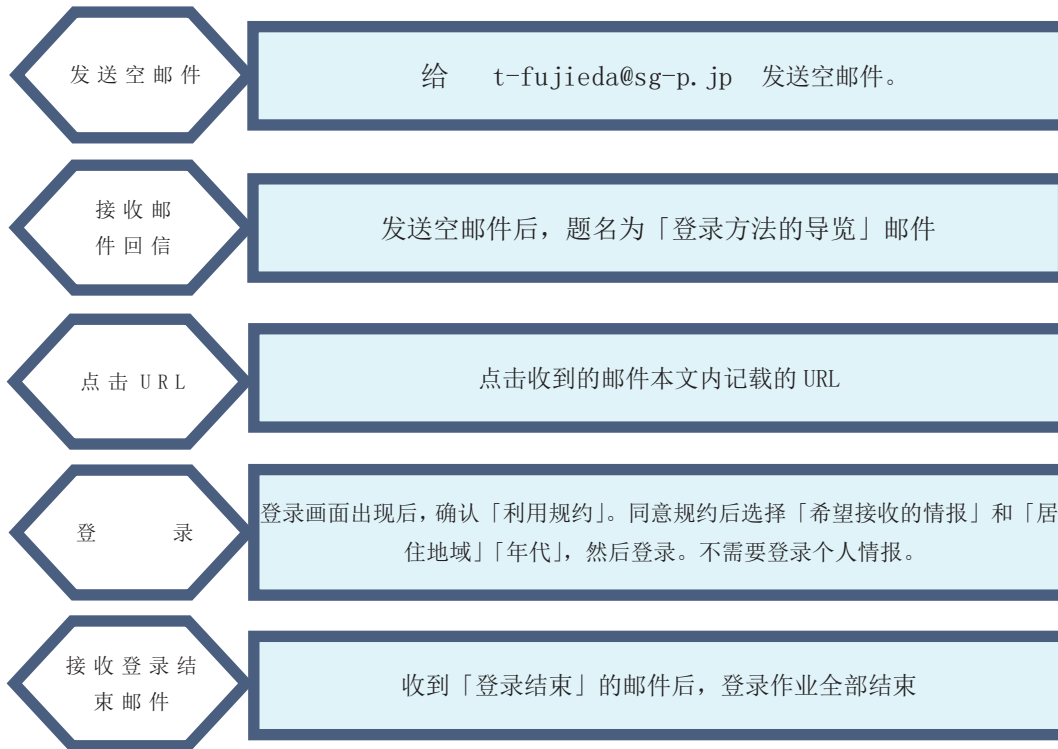 发送空邮件
给 t-fujieda@sg-p.jp 发送空邮件。
接收邮
件回信
发送空邮件后，题名为「登录方法的导览」邮件
点击 URL
点击收到的邮件本文内记载的 URL
登 录
登录画面出现后，确认「利用规约」。同意规约后选择「希望接收的情报」和「居
住地域」「年代」，然后登录。不需要登录个人情报。
接收登录结
束邮件
收到「登录结束」的邮件后，登录作业全部结束